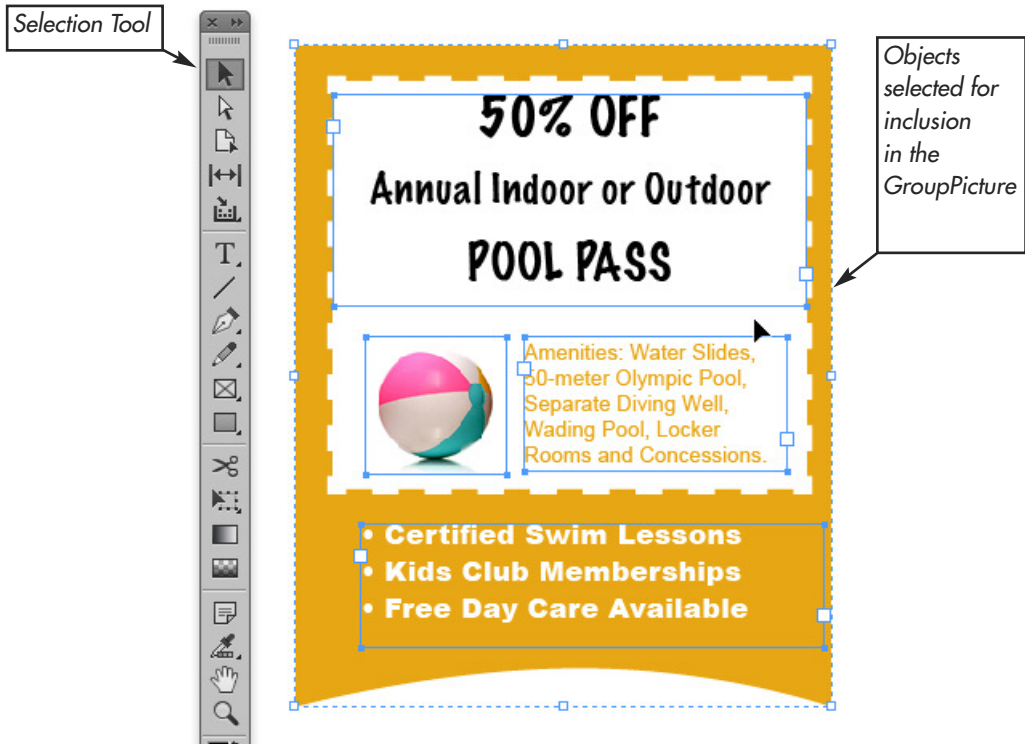 Selection Tool
Objects
selected for
inclusion
in the
GroupPicture
50% OFF
Annual Indoor or Outdoor
POOL PASS
Amenities: Water Slides,
50-meter Olympic Pool,
Separate Diving Well,
Wading Pool, Locker
Rooms and Concessions.
• Certified Swim Lessons
• Kids Club Memberships
• Free Day Care Available